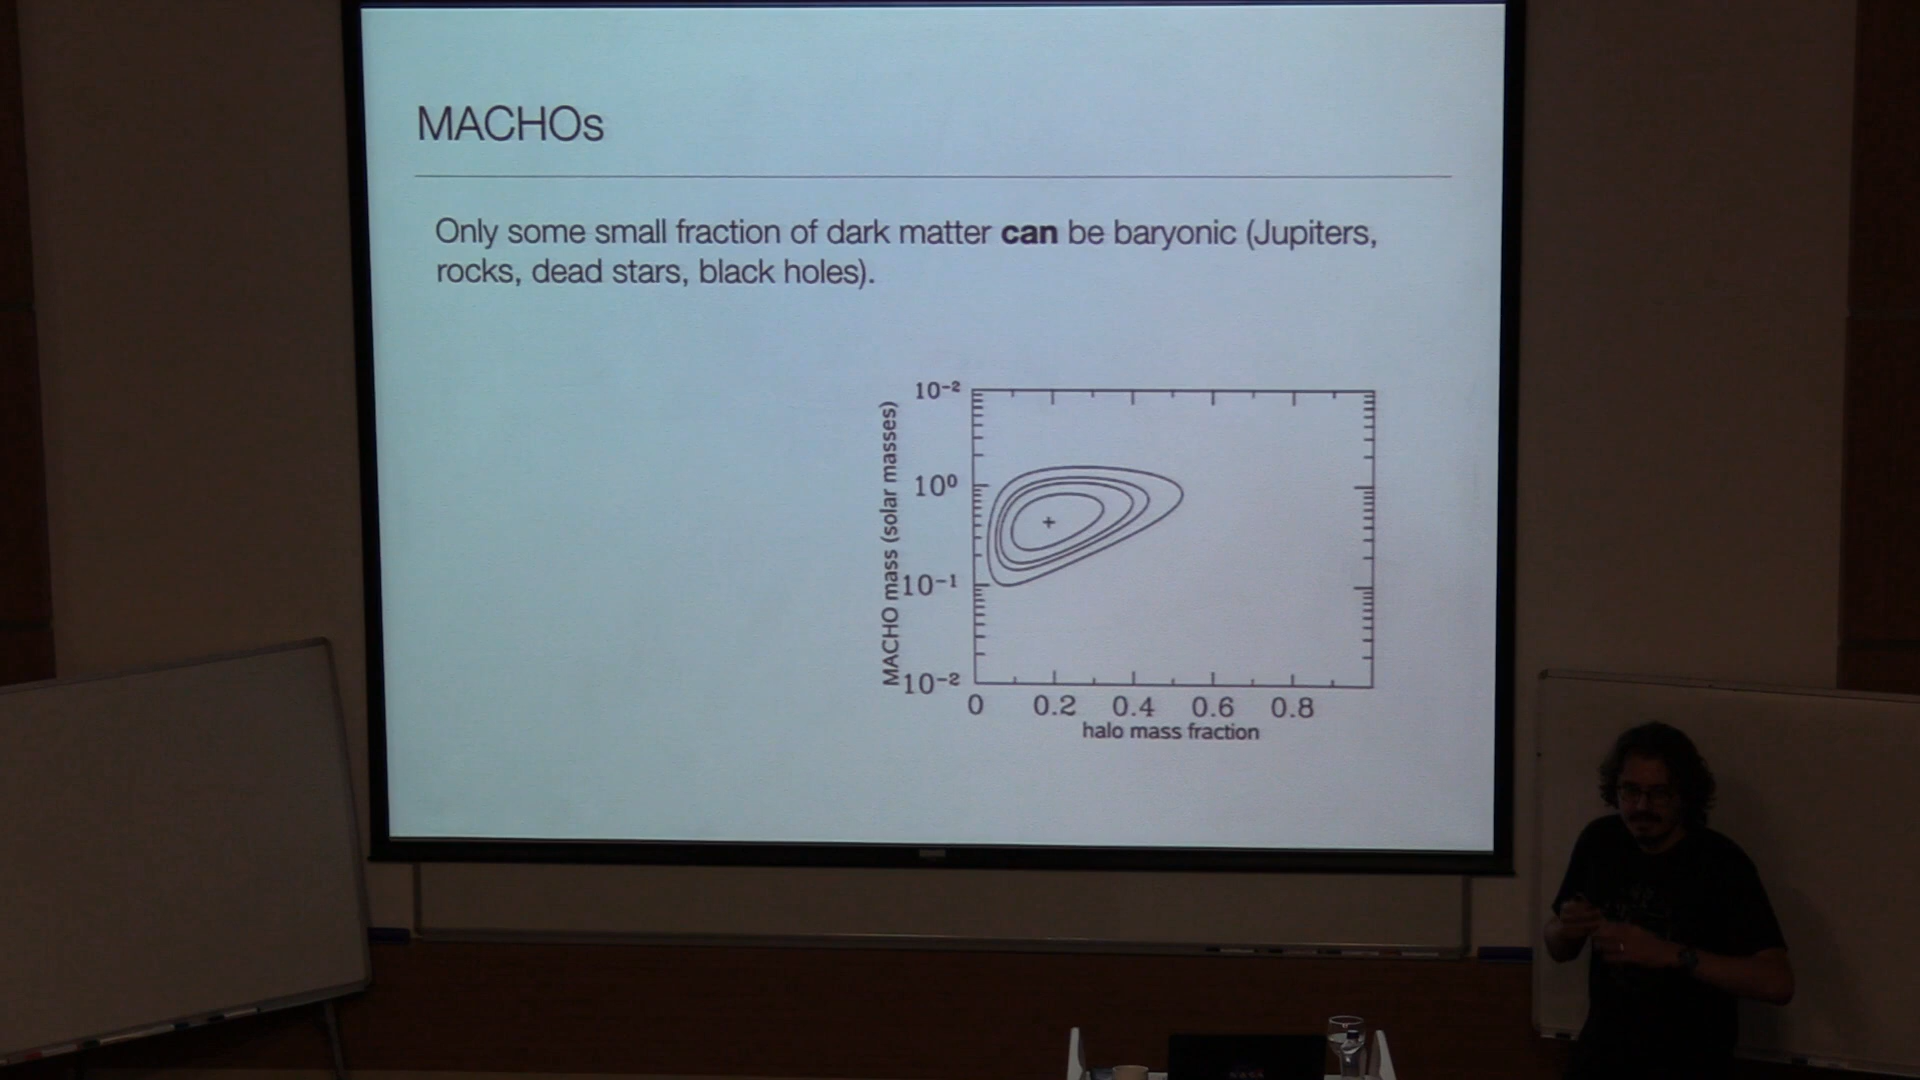 MACHOs
Only some small fraction of dark matter can be baryonic (Jupiters,
rocks, dead stars, black holes).
MACHO mass (solar masses)
10⁻²
10⁰
10⁻¹
10⁻²
0 0.2 0.4 0.6 0.8
halo mass fraction
NASA